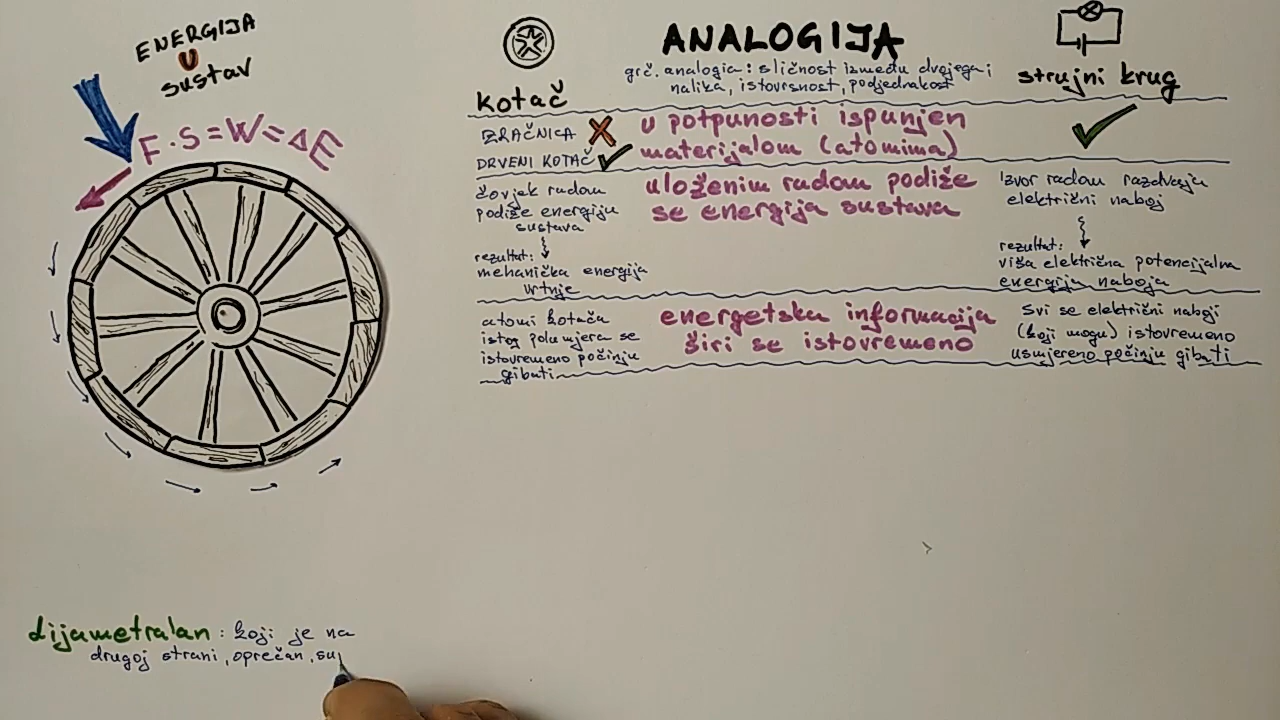 ENERGIJA
U
sustav
F·S=W=ΔE
ANALOGIJA
grč. analogia: sličnost između dvojega;
nalika, istovrsnost, podjednakost
kotač
strujni krug
ZRAČNICA
DRVENI KOTAČ
u potpunosti ispunjen
materijalom (atomima)
čovjek radom
podiže energiju
sustava
rezultat:
mehanička energija
vrtnje
uloženim radom podiže
se energija sustava
Izvor radom razdvaja
električni naboj
rezultat:
viša električna potencijalna
energija naboja
atomi kotača
istog polumjera se
istovremeno počinju
gibati
energetska informacija
širi se istovremeno
Svi se električni naboji
(koji mogu) istovremeno
usmjereno počinju gibati
dijametralan: koji je na
drugoj strani, oprečan, su